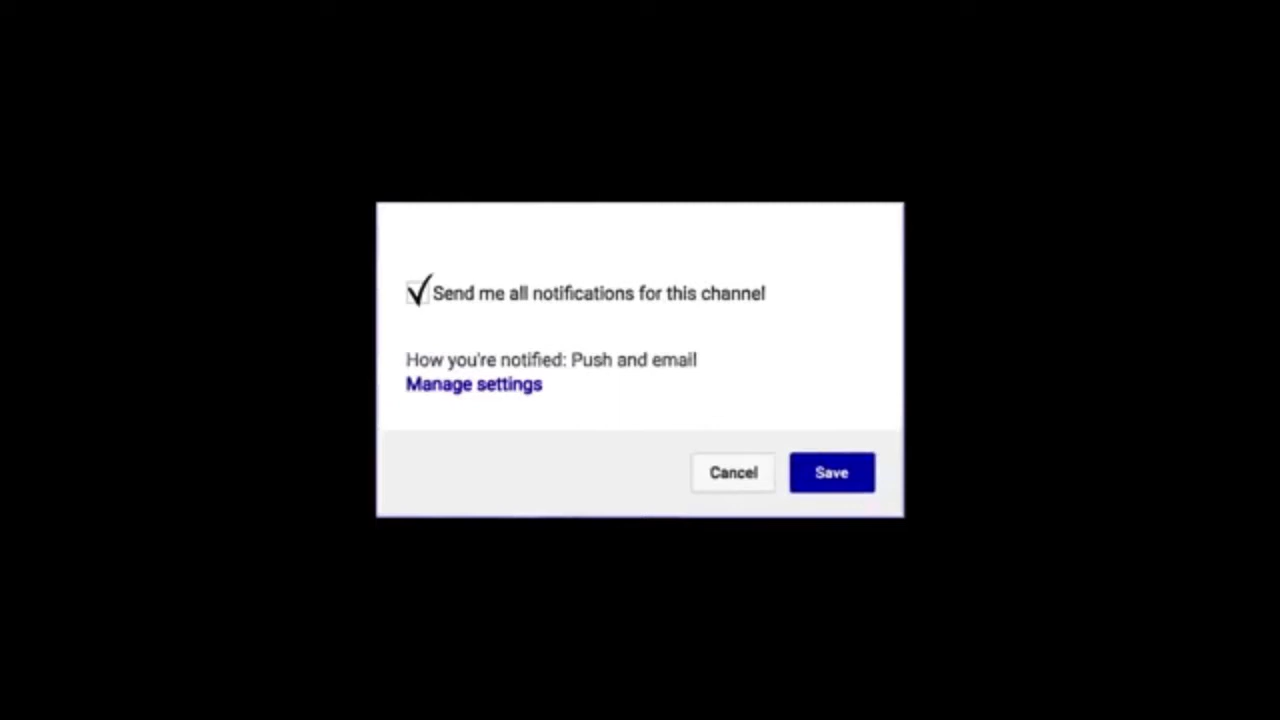 Send me all notifications for this channel
How you're notified: Push and email
Manage settings
Cancel
Save